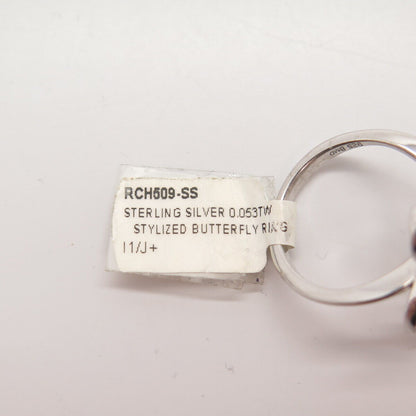 RCH509-SS
STERLING SILVER 0.053TW
STYLIZED BUTTERFLY RING
I1/J+